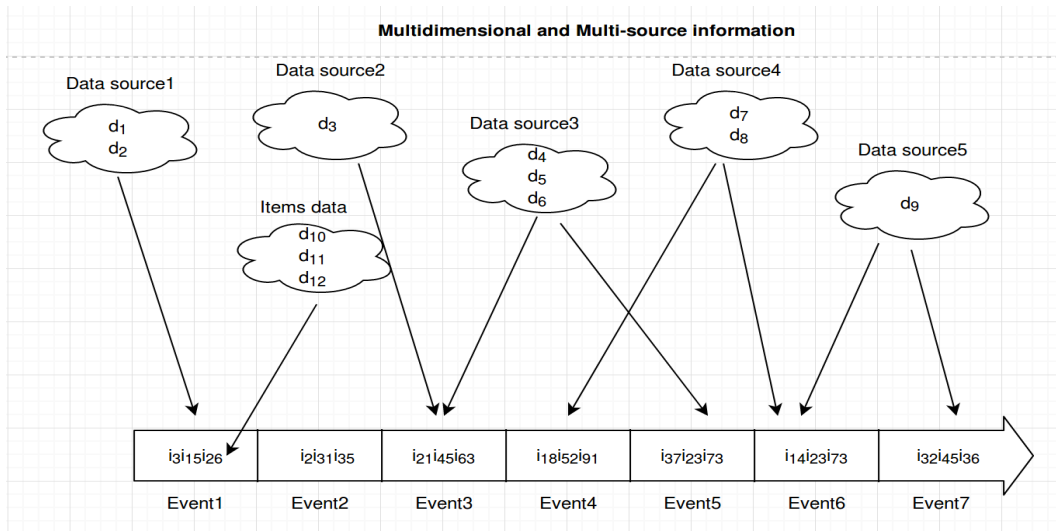 Multidimensional and Multi-source information
Data source1
d1
d2
Data source2
d3
Data source3
d4
d5
d6
Data source4
d7
d8
Data source5
d9
Items data
d10
d11
d12
i3i15i26
i2i31i35
i21i45i63
i18i52i91
i37i23i73
i14i23i73
i32i45i36
Event1
Event2
Event3
Event4
Event5
Event6
Event7